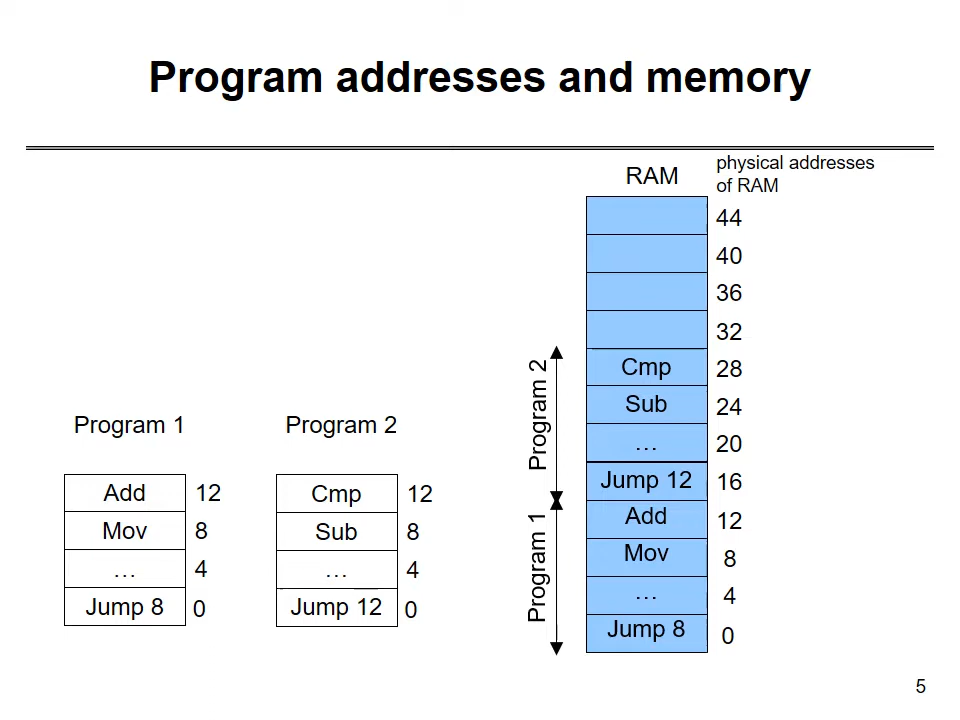 Program addresses and memory
RAM
physical addresses
of RAM
44
40
36
32
Program 2
Cmp 28
Sub 24
… 20
Jump 12 16
Program 1
Add 12
Mov 8
… 4
Jump 8 0
Program 1
Add 12
Mov 8
… 4
Jump 8 0
Program 2
Cmp 12
Sub 8
… 4
Jump 12 0
5